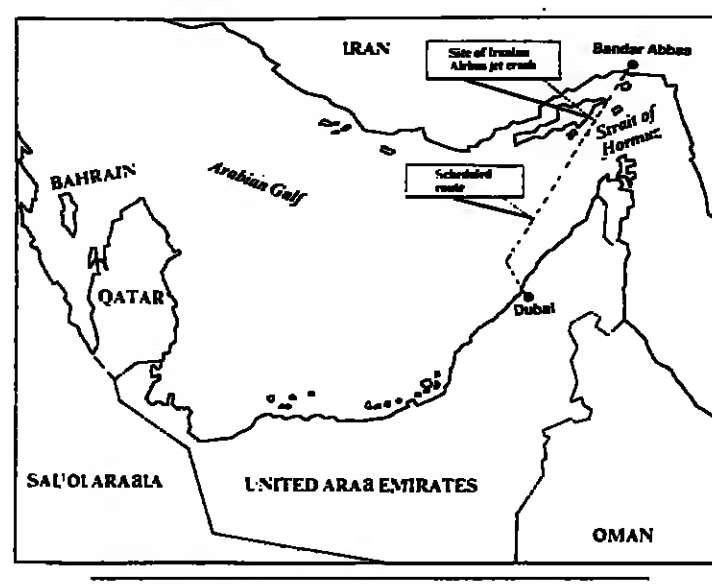 IRAN
Site of Iranian
Airbus jet crash
Bandar Abbas
Strait of
Hormuz
BAHRAIN
Arabian Gulf
Scheduled
route
QATAR
Dubai
SAUDI ARABIA
UNITED ARAB EMIRATES
OMAN